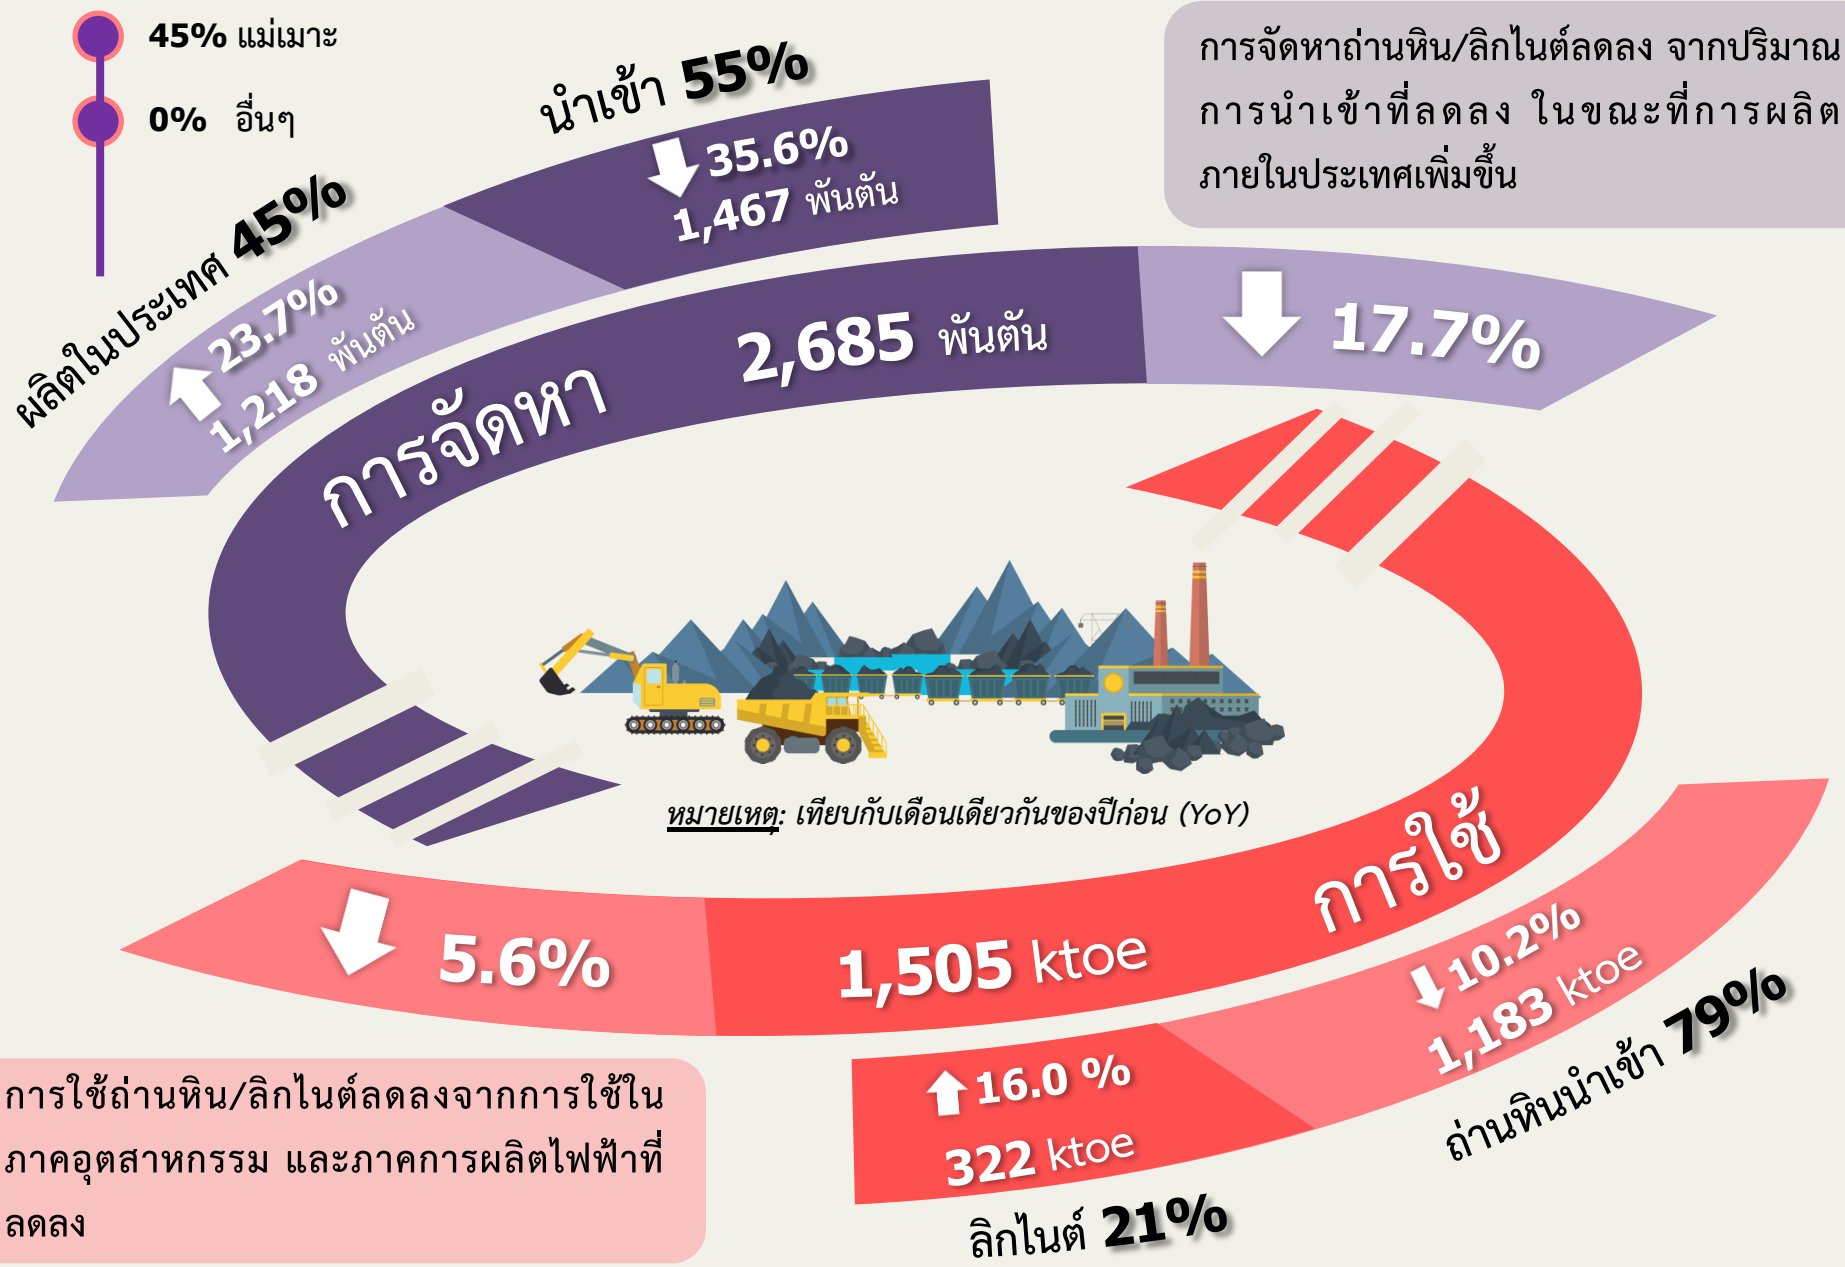 45% แม่เมาะ
0% อื่นๆ
นำเข้า 55%
35.6%
1,467 พันตัน
ผลิตในประเทศ 45%
23.7%
1,218 พันตัน
การจัดหาถ่านหิน/ลิกไนต์ลดลง จากปริมาณ
การนำเข้าที่ลดลง ในขณะที่การผลิต
ภายในประเทศเพิ่มขึ้น
การจัดหา 2,685 พันตัน 17.7%
หมายเหตุ: เทียบกับเดือนเดียวกันของปีก่อน (YoY)
การใช้ 1,505 ktoe 5.6%
10.2%
1,183 ktoe
ถ่านหินนำเข้า 79%
16.0 %
322 ktoe
ลิกไนต์ 21%
การใช้ถ่านหิน/ลิกไนต์ลดลงจากการใช้ใน
ภาคอุตสาหกรรม และภาคการผลิตไฟฟ้าที่
ลดลง